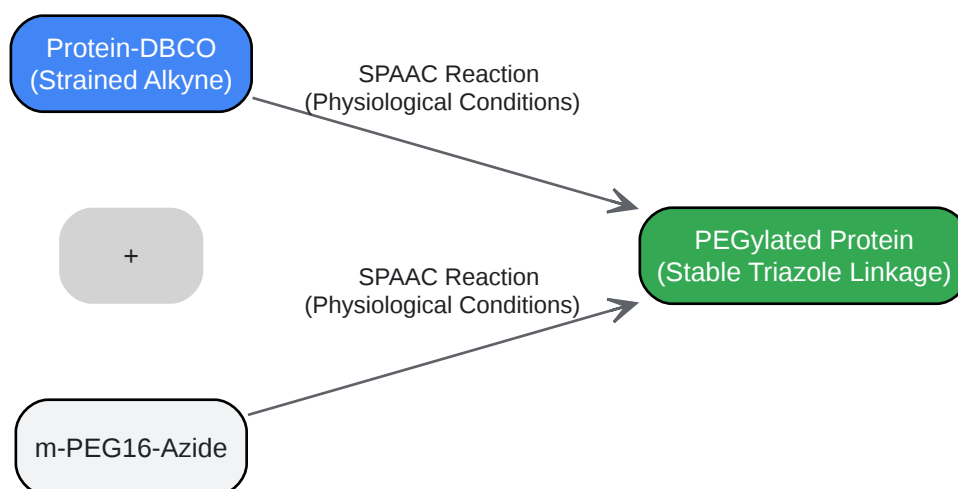 Protein-DBCO
(Strained Alkyne)
SPAAC Reaction
(Physiological Conditions)
+
PEGylated Protein
(Stable Triazole Linkage)
SPAAC Reaction
(Physiological Conditions)
m-PEG16-Azide